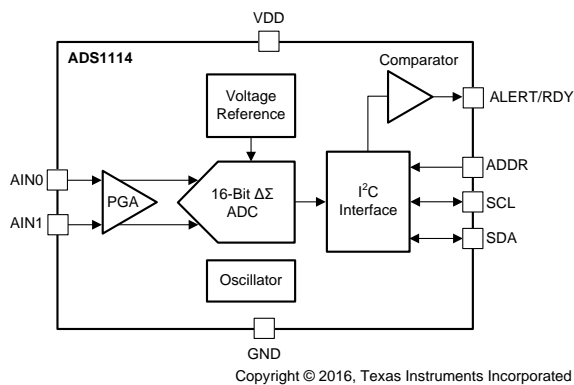 VDD
ADS1114
Comparator
Voltage
Reference
ALERT/RDY
ADDR
AIN0
PGA
16-Bit ΔΣ
ADC
I²C
Interface
SCL
AIN1
SDA
Oscillator
GND
Copyright © 2016, Texas Instruments Incorporated